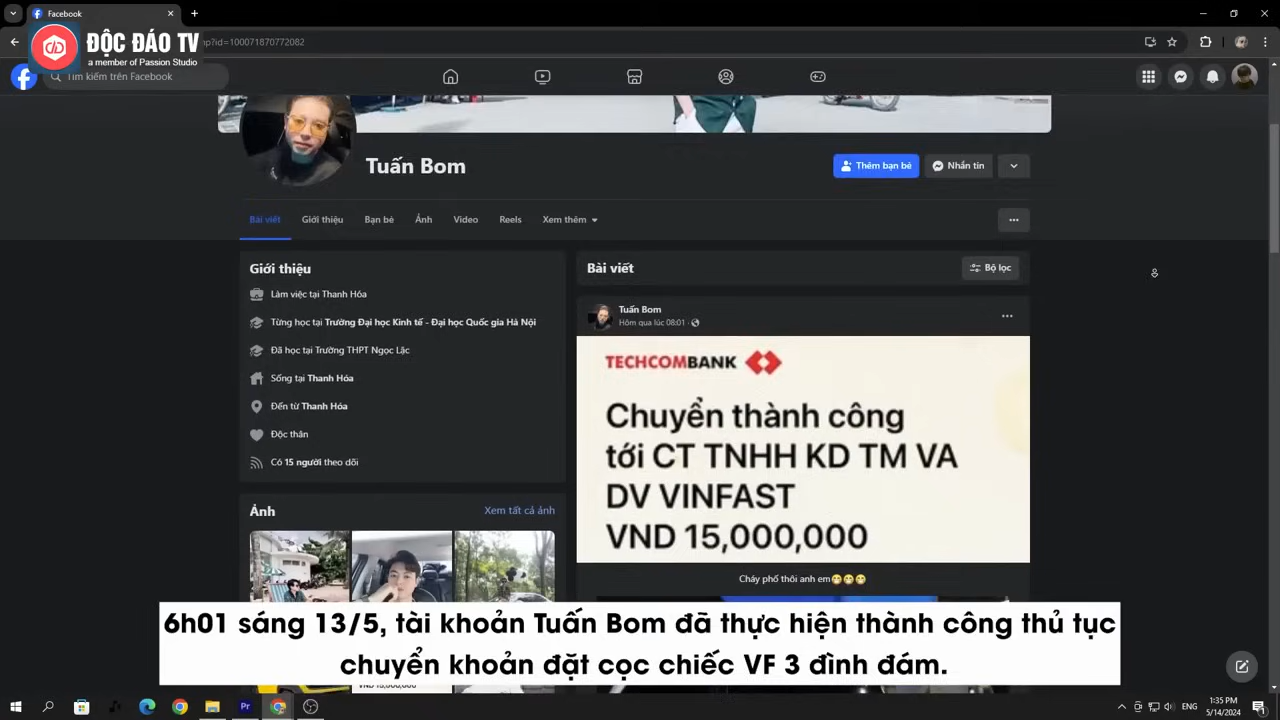 Facebook
ĐỘC ĐÁO TV
a member of Passion Studio
?id=100071870772082
Tìm kiếm trên Facebook
Tuấn Bom
Thêm bạn bè
Nhắn tin
Bài viết
Giới thiệu
Bạn bè
Ảnh
Video
Reels
Xem thêm
Giới thiệu
Làm việc tại Thanh Hóa
Từng học tại Trường Đại học Kinh tế - Đại học Quốc gia Hà Nội
Đã học tại Trường THPT Ngọc Lặc
Sống tại Thanh Hóa
Đến từ Thanh Hóa
Độc thân
Có 15 người theo dõi
Ảnh
Xem tất cả ảnh
Bài viết
Bộ lọc
Tuấn Bom
Hôm qua lúc 08:01
TECHCOMBANK
Chuyển thành công
tới CT TNHH KD TM VA
DV VINFAST
VND 15,000,000
Cháy phố thôi anh em😁😁😁
6h01 sáng 13/5, tài khoản Tuấn Bom đã thực hiện thành công thủ tục
chuyển khoản đặt cọc chiếc VF 3 đình đám.
ENG
1:35 PM
5/14/2024